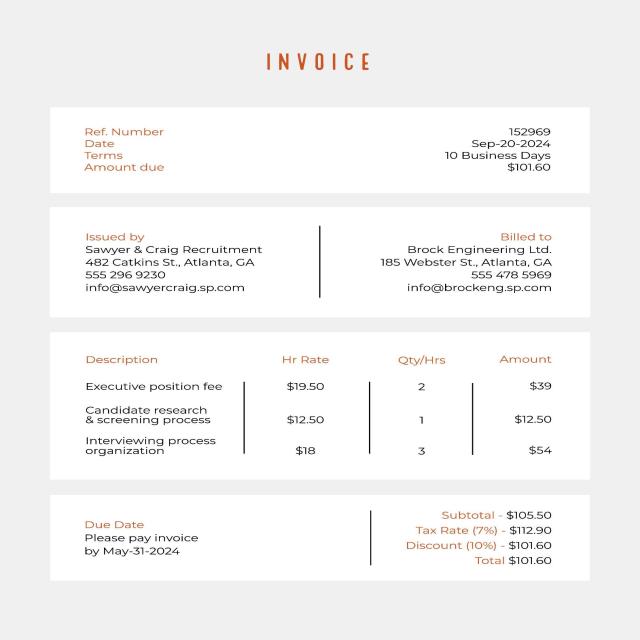 INVOICE
Ref. Number 152969
Date Sep-20-2024
Terms 10 Business Days
Amount due $101.60
Issued by
Sawyer & Craig Recruitment
482 Catkins St., Atlanta, GA
555 296 9230
info@sawyercraig.sp.com
Billed to
Brock Engineering Ltd.
185 Webster St., Atlanta, GA
555 478 5969
info@brockeng.sp.com
Description Hr Rate Qty/Hrs Amount
Executive position fee $19.50 2 $39
Candidate research
& screening process $12.50 1 $12.50
Interviewing process
organization $18 3 $54
Due Date
Please pay invoice
by May-31-2024
Subtotal - $105.50
Tax Rate (7%) - $112.90
Discount (10%) - $101.60
Total $101.60